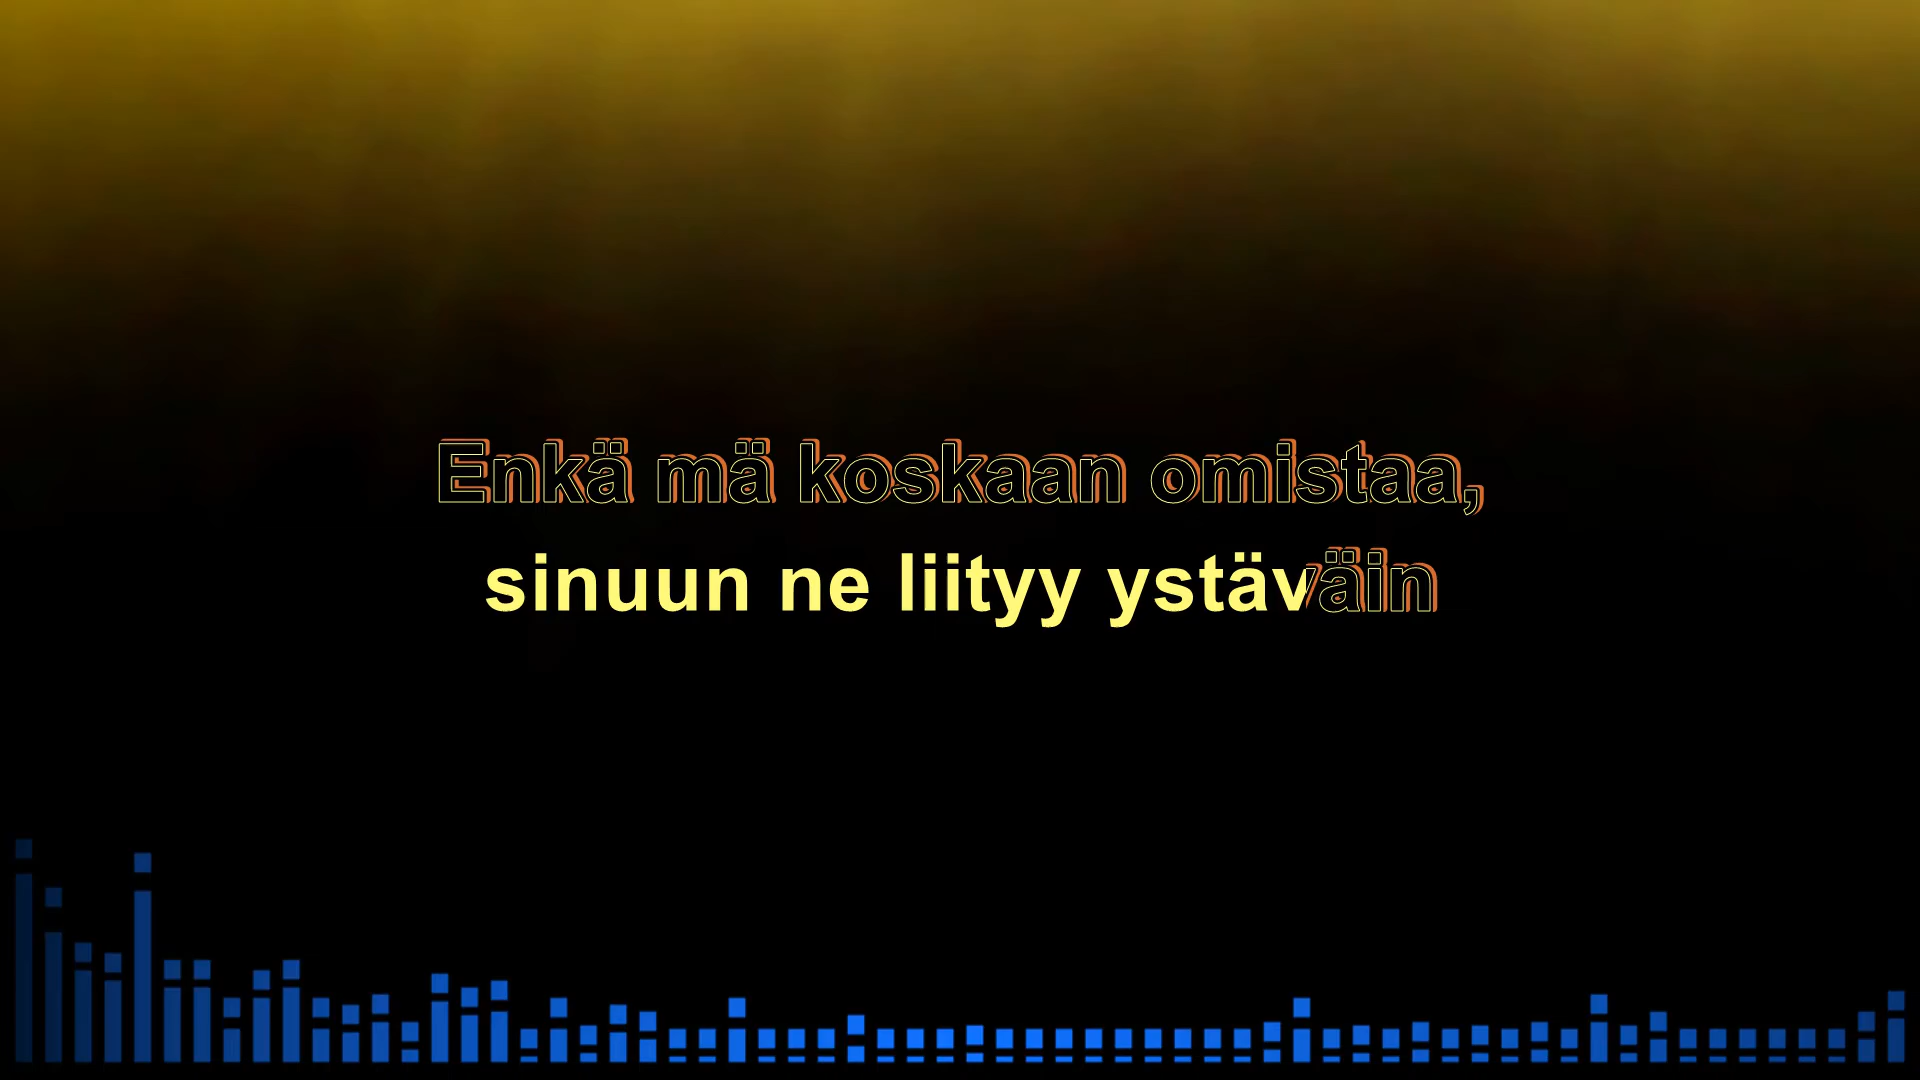 Enkä mä koskaan omistaa,
sinuun ne liityy ystäväin